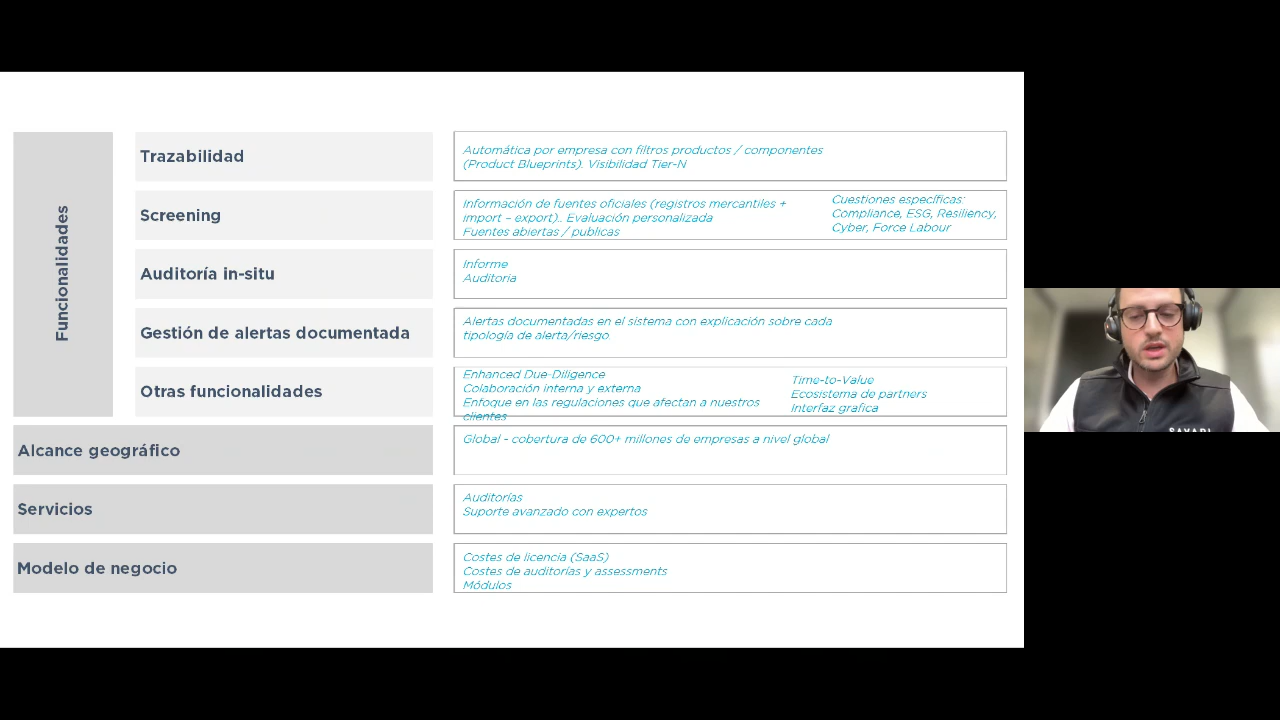 Funcionalidades
Trazabilidad
Automática por empresa con filtros productos / componentes
(Product Blueprints). Visibilidad Tier-N
Screening
Información de fuentes oficiales (registros mercantiles +
import – export).. Evaluación personalizada
Fuentes abiertas / publicas
Cuestiones específicas:
Compliance, ESG, Resiliency,
Cyber, Force Labour
Auditoría in-situ
Informe
Auditoria
Gestión de alertas documentada
Alertas documentadas en el sistema con explicación sobre cada
tipología de alerta/riesgo.
Otras funcionalidades
Enhanced Due-Diligence
Colaboración interna y externa
Enfoque en las regulaciones que afectan a nuestros
clientes
Time-to-Value
Ecosistema de partners
Interfaz grafica
Alcance geográfico
Global - cobertura de 600+ millones de empresas a nivel global
Servicios
Auditorías
Suporte avanzado con expertos
Modelo de negocio
Costes de licencia (SaaS)
Costes de auditorías y assessments
Módulos
SAYARI